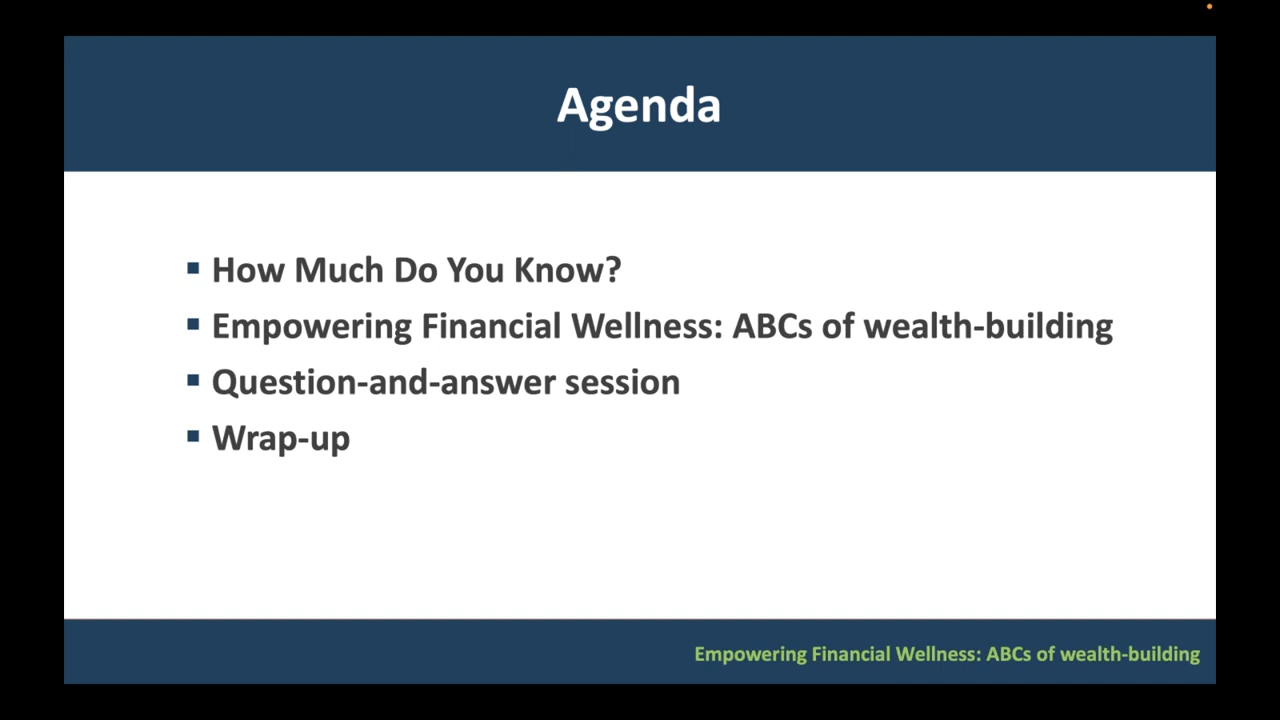 Agenda
▪ How Much Do You Know?
▪ Empowering Financial Wellness: ABCs of wealth-building
▪ Question-and-answer session
▪ Wrap-up
Empowering Financial Wellness: ABCs of wealth-building